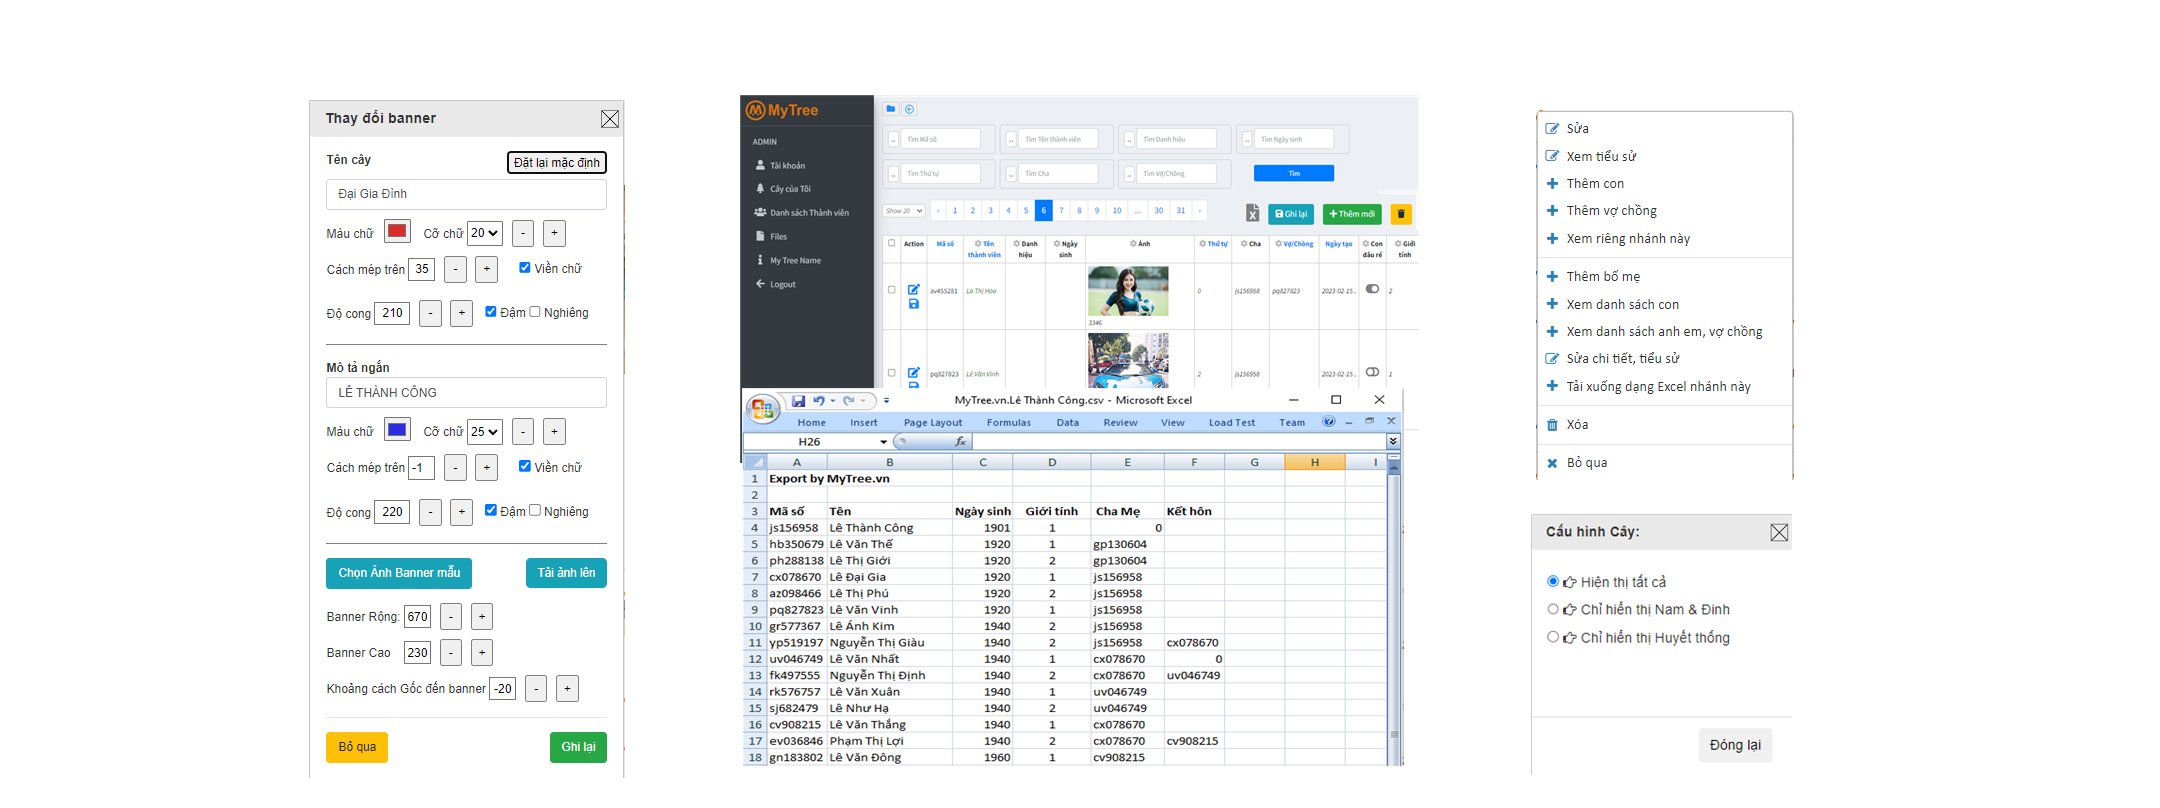 Thay đổi banner
Tên cây
Đặt lại mặc định
Đại Gia Đình
Màu chữ Cỡ chữ 20 - +
Cách mép trên 35 - + Viền chữ
Độ cong 210 - + Đậm Nghiêng
Mô tả ngắn
LÊ THÀNH CÔNG
Màu chữ Cỡ chữ 25 - +
Cách mép trên -1 - + Viền chữ
Độ cong 220 - + Đậm Nghiêng
Chọn Ảnh Banner mẫu Tải ảnh lên
Banner Rộng: 670 - +
Banner Cao 230 - +
Khoảng cách Gốc đến banner -20 - +
Bỏ qua Ghi lại
MyTree
ADMIN
Tài khoản
Cây của Tôi
Danh sách Thành viên
Files
My Tree Name
Logout
.. Tìm Mã số .. Tìm Tên thành viên .. Tìm Danh hiệu .. Tìm Ngày sinh
.. Tìm Thứ tự .. Tìm Cha .. Tìm Vợ/Chồng Tìm
Show 20 ‹ 1 2 3 4 5 6 7 8 9 10 ... 30 31 › Ghi lại + Thêm mới
Action Mã số Tên thành viên Danh hiệu Ngày sinh Ảnh Thứ tự Cha Vợ/Chồng Ngày tạo Con dâu rể Giới tính
av455281 Lo Thị Hoa 0 js156958 pq827823 2023-02-15 . 2
3346
pq827823 Lê Văn Vinh 2 js156958 2023-02-15 . 1
MyTree.vn.Lê Thành Công.csv - Microsoft Excel
Home Insert Page Layout Formulas Data Review View Load Test Team
H26 fx
A B C D E F G H I
1 Export by MyTree.vn
2
3 Mã số Tên Ngày sinh Giới tính Cha Mẹ Kết hôn
4 js156958 Lê Thành Công 1901 1 0
5 hb350679 Lê Văn Thế 1920 1 gp130604
6 ph288138 Lê Thị Giới 1920 2 gp130604
7 cx078670 Lê Đại Gia 1920 1 js156958
8 az098466 Lê Thị Phú 1920 2 js156958
9 pq827823 Lê Văn Vinh 1920 1 js156958
10 gr577367 Lê Ánh Kim 1940 2 js156958
11 yp519197 Nguyễn Thị Giàu 1940 2 js156958 cx078670
12 uv046749 Lê Văn Nhất 1940 1 cx078670 0
13 fk497555 Nguyễn Thị Định 1940 2 cx078670 uv046749
14 rk576757 Lê Văn Xuân 1940 1 uv046749
15 sj682479 Lê Như Hạ 1940 2 uv046749
16 cv908215 Lê Văn Thắng 1940 1 cx078670
17 ev036846 Phạm Thị Lợi 1940 2 cx078670 cv908215
18 gn183802 Lê Văn Đông 1960 1 cv908215
Sửa
Xem tiểu sử
Thêm con
Thêm vợ chồng
Xem riêng nhánh này
Thêm bố mẹ
Xem danh sách con
Xem danh sách anh em, vợ chồng
Sửa chi tiết, tiểu sử
Tải xuống dạng Excel nhánh này
Xóa
Bỏ qua
Cấu hình Cây:
Hiện thị tất cả
Chỉ hiển thị Nam & Đinh
Chỉ hiển thị Huyết thống
Đóng lại